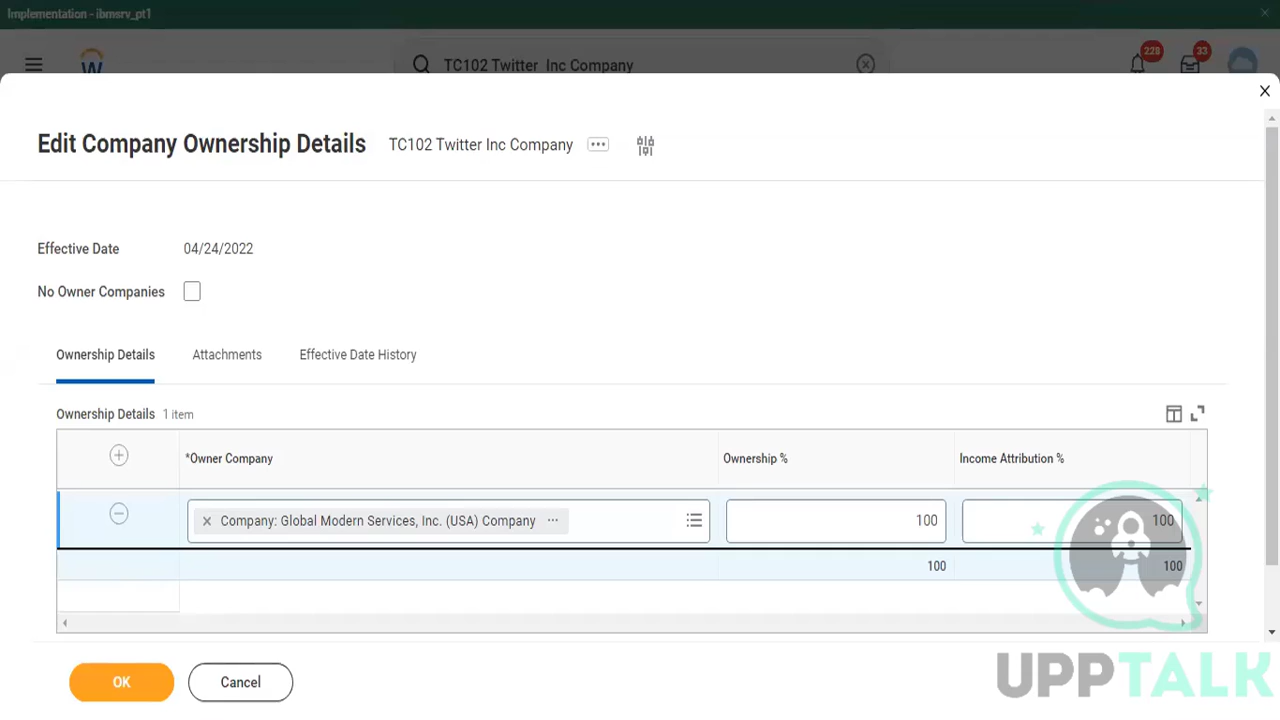 Implementation - ibmsrv_pt1
W
TC102 Twitter Inc Company
228
33
Edit Company Ownership Details TC102 Twitter Inc Company
Effective Date 04/24/2022
No Owner Companies
Ownership Details Attachments Effective Date History
Ownership Details 1 item
*Owner Company Ownership % Income Attribution %
Company: Global Modern Services, Inc. (USA) Company 100 100
100 100
OK Cancel
UPPTALK